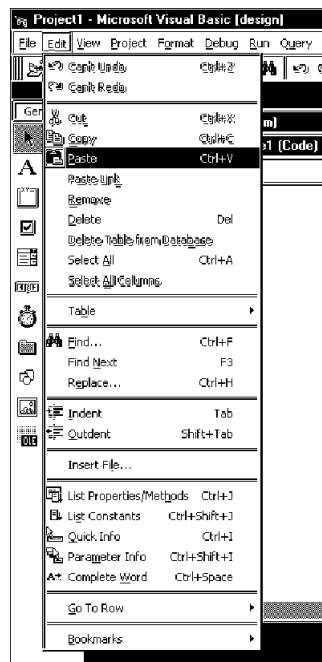 Project1 - Microsoft Visual Basic [design]
File Edit View Project Format Debug Run Query
Can't Undo Ctrl+Z
Can't Redo
Gen
Cut Ctrl+X
m)
Copy Ctrl+C
Paste Ctrl+V
e1 (Code)
Paste Link
Remove
Delete Del
Delete Table from Database
Select All Ctrl+A
Select All Columns
Table
Find... Ctrl+F
Find Next F3
Replace... Ctrl+H
Indent Tab
Outdent Shift+Tab
Insert File...
List Properties/Methods Ctrl+J
List Constants Ctrl+Shift+J
Quick Info Ctrl+I
Parameter Info Ctrl+Shift+I
Complete Word Ctrl+Space
Go To Row
Bookmarks